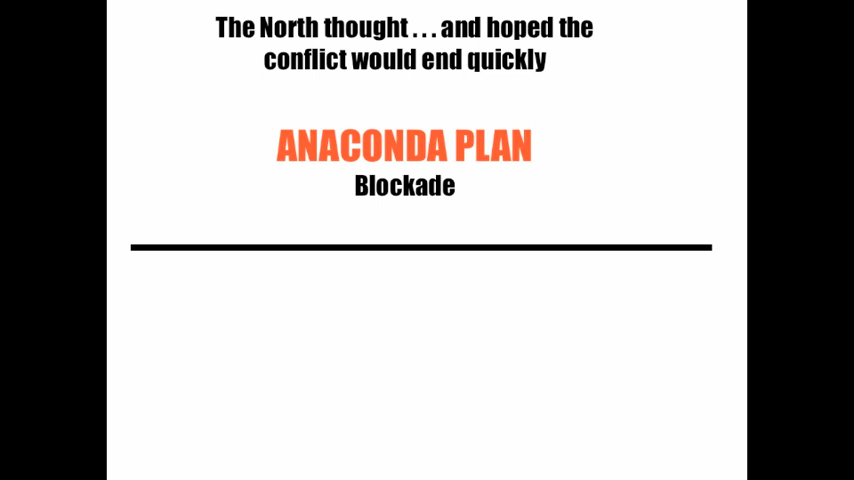 The North thought . . . and hoped the
conflict would end quickly
ANACONDA PLAN
Blockade